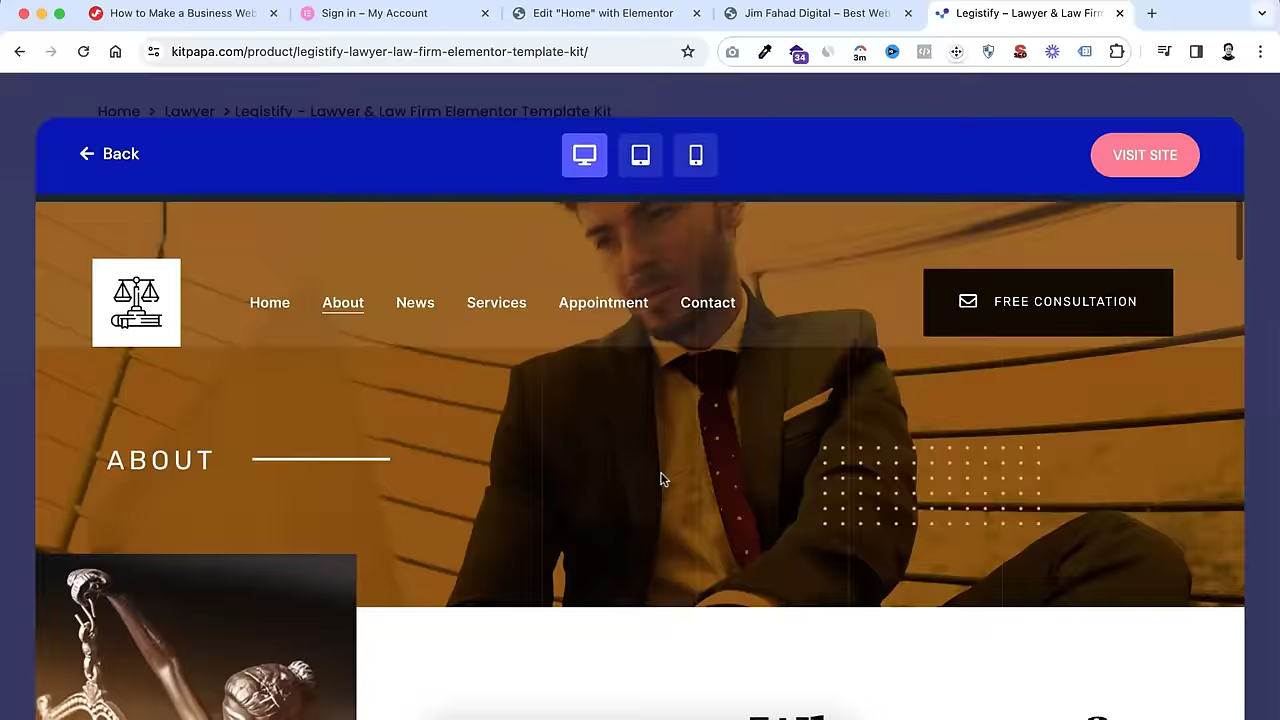 How to Make a Business Web
Sign in – My Account
Edit "Home" with Elementor
Jim Fahad Digital – Best Web
Legistify – Lawyer & Law Firm
kitpapa.com/product/legistify-lawyer-law-firm-elementor-template-kit/
34
3m
Home > Lawyer > Legistify – Lawyer & Law Firm Elementor Template Kit
Back
VISIT SITE
Home About News Services Appointment Contact
FREE CONSULTATION
ABOUT